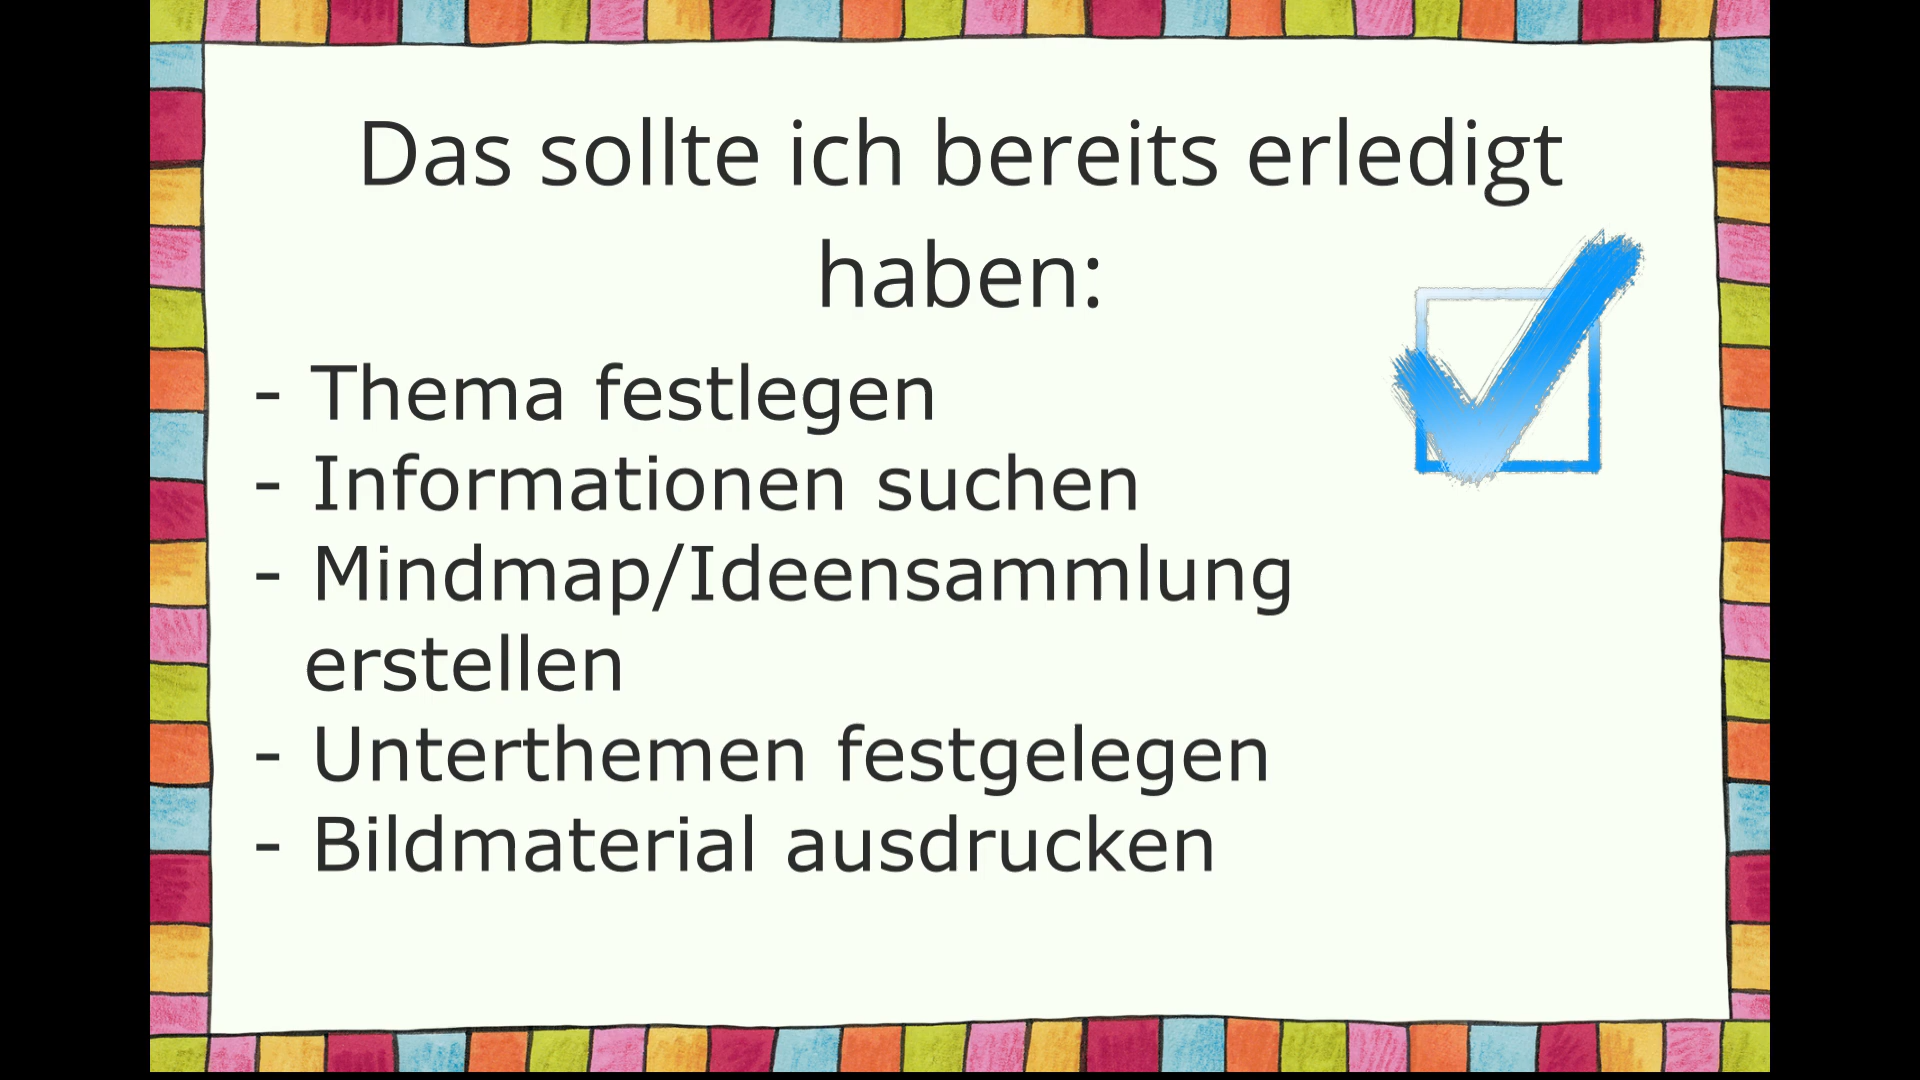 Das sollte ich bereits erledigt
haben:
- Thema festlegen
- Informationen suchen
- Mindmap/Ideensammlung
erstellen
- Unterthemen festgelegen
- Bildmaterial ausdrucken